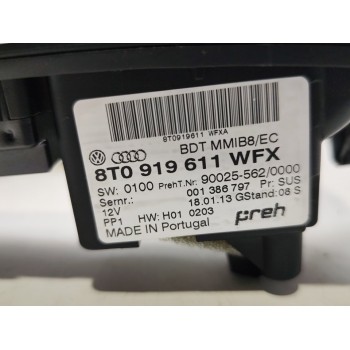 8T0919611 WFXA
BDT MMIB8/EC
8T0 919 611 WFX
SW: 0100 PrehT.Nr: 90025-562/0000
Sernr.: 001 386 797 Pr: SUS
12V 18.01.13 GStand: 08 S
PP1 HW: H01 0203
MADE IN Portugal
preh